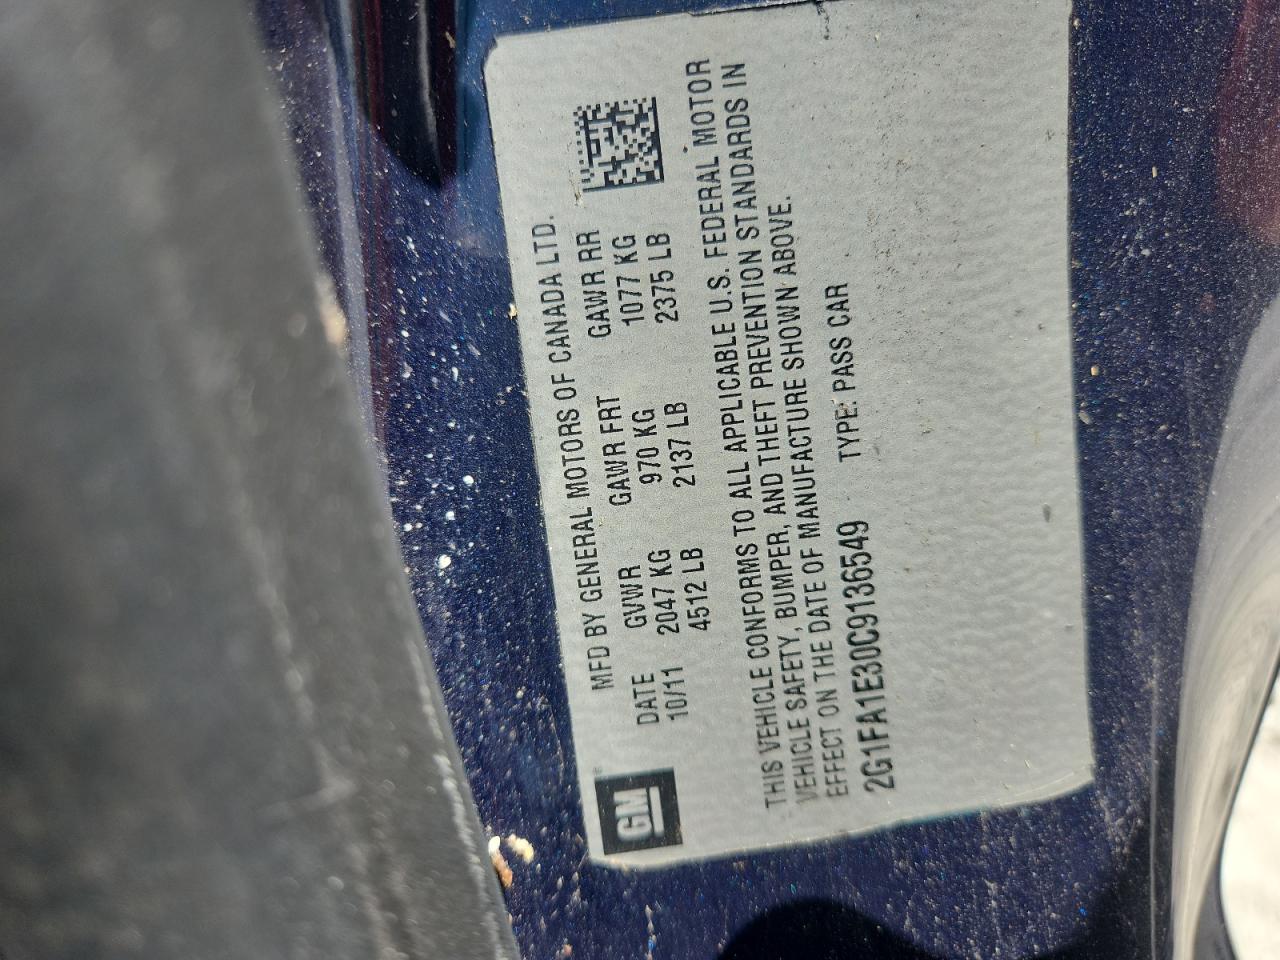 GM
MFD BY GENERAL MOTORS OF CANADA LTD.
DATE GVWR GAWR FRT GAWR RR
10/11 2047 KG 970 KG 1077 KG
4512 LB 2137 LB 2375 LB
THIS VEHICLE CONFORMS TO ALL APPLICABLE U.S. FEDERAL MOTOR
VEHICLE SAFETY, BUMPER, AND THEFT PREVENTION STANDARDS IN
EFFECT ON THE DATE OF MANUFACTURE SHOWN ABOVE.
2G1FA1E30C9136549 TYPE: PASS CAR